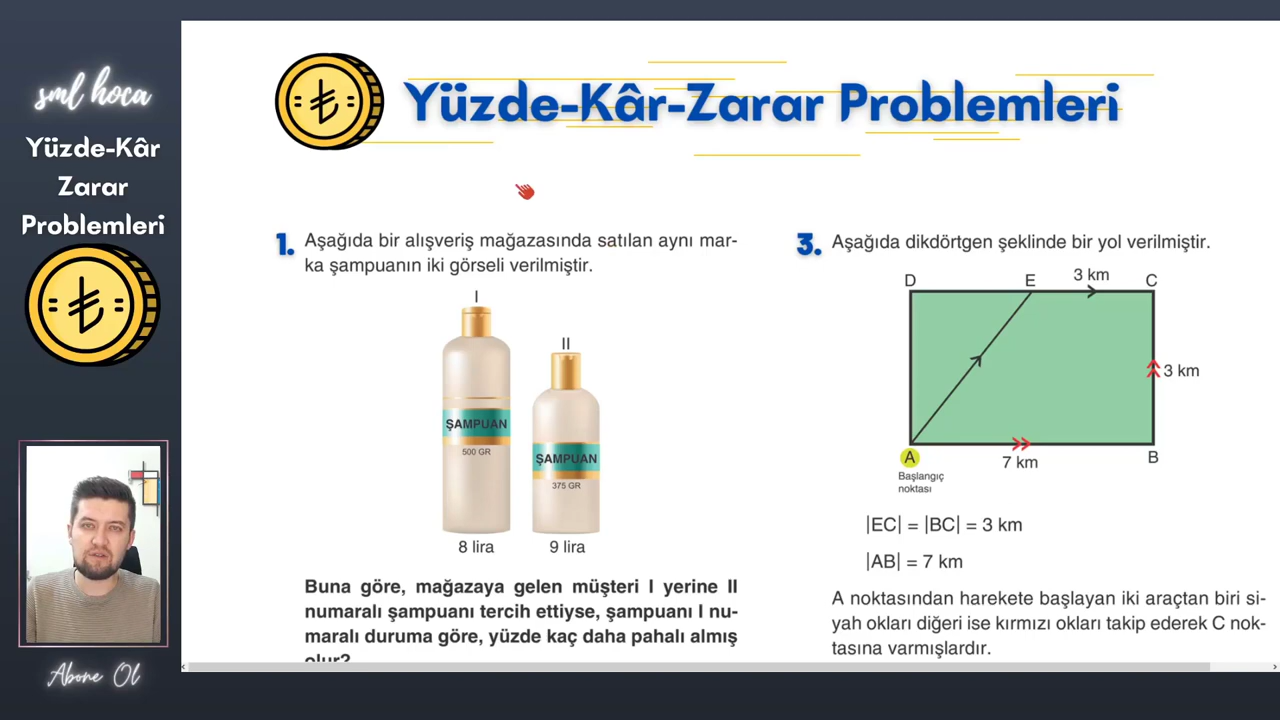 sml hoca
Yüzde-Kâr
Zarar
Problemleri
Abone Ol
Yüzde-Kâr-Zarar Problemleri
1.
Aşağıda bir alışveriş mağazasında satılan aynı mar-
ka şampuanın iki görseli verilmiştir.
I
II
ŞAMPUAN
500 GR
ŞAMPUAN
375 GR
8 lira
9 lira
Buna göre, mağazaya gelen müşteri I yerine II
numaralı şampuanı tercih ettiyse, şampuanı I nu-
maralı duruma göre, yüzde kaç daha pahalı almış
olur?
3.
Aşağıda dikdörtgen şeklinde bir yol verilmiştir.
D
E
3 km
C
3 km
A
7 km
B
Başlangıç
noktası
|EC| = |BC| = 3 km
|AB| = 7 km
A noktasından harekete başlayan iki araçtan biri si-
yah okları diğeri ise kırmızı okları takip ederek C nok-
tasına varmışlardır.